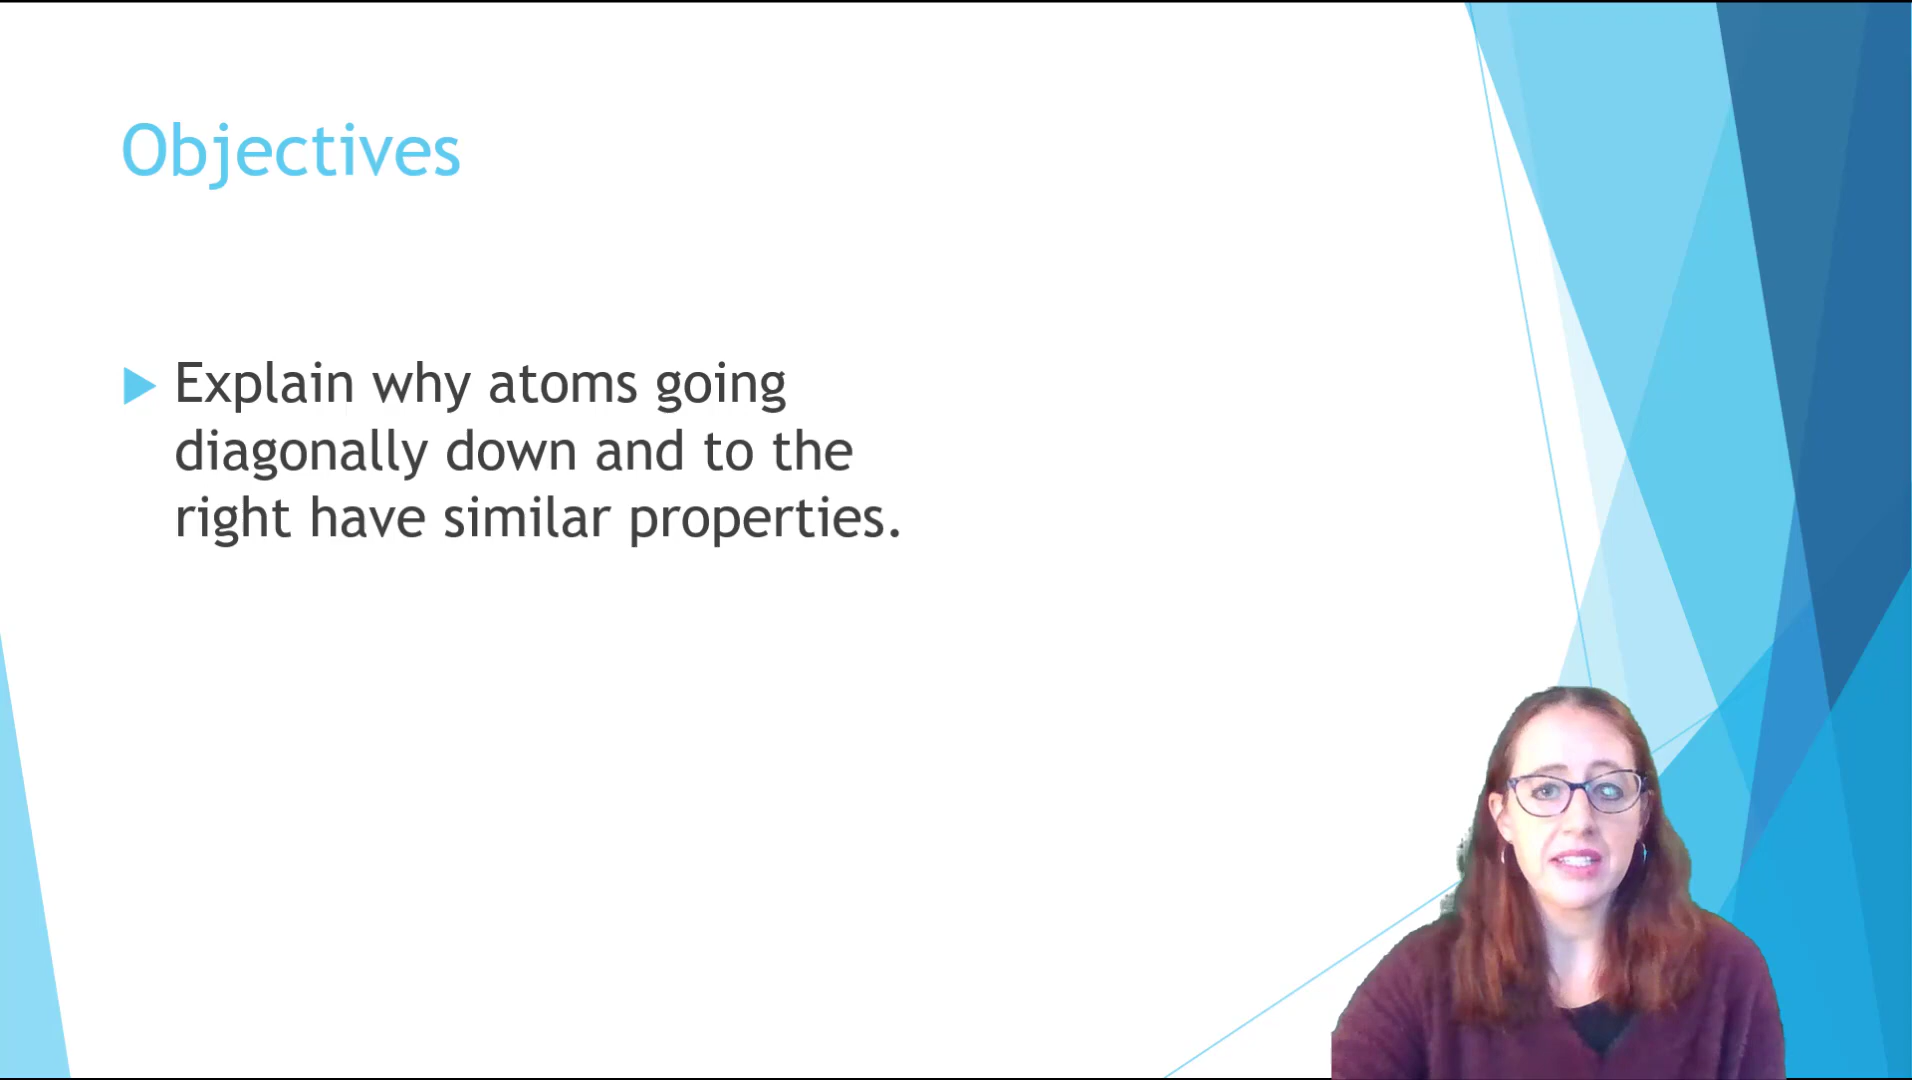 Objectives
Explain why atoms going
diagonally down and to the
right have similar properties.